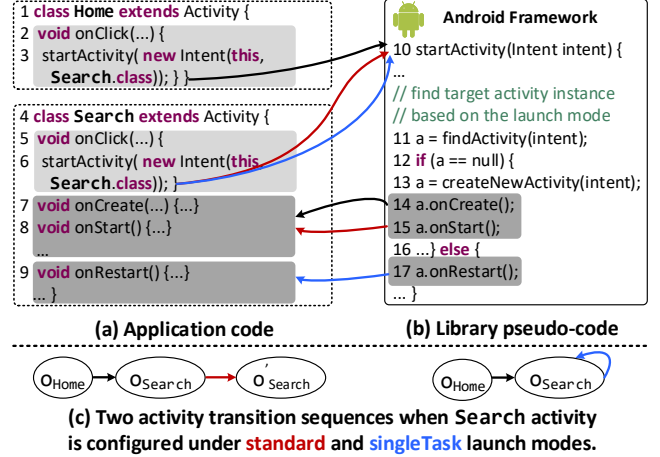 1 class Home extends Activity {
2 void onClick(...) {
3 startActivity( new Intent(this,
Search.class)); } }
4 class Search extends Activity {
5 void onClick(...) {
6 startActivity( new Intent(this,
Search.class)); }
7 void onCreate(...) {...}
8 void onStart() {...}
...
9 void onRestart() {...}
... }
(a) Application code
Android Framework
10 startActivity(Intent intent) {
...
// find target activity instance
// based on the launch mode
11 a = findActivity(intent);
12 if (a == null) {
13 a = createNewActivity(intent);
14 a.onCreate();
15 a.onStart();
16 ...} else {
17 a.onRestart();
... }
(b) Library pseudo-code
OHome OSearch O'Search OHome OSearch
(c) Two activity transition sequences when Search activity
is configured under standard and singleTask launch modes.